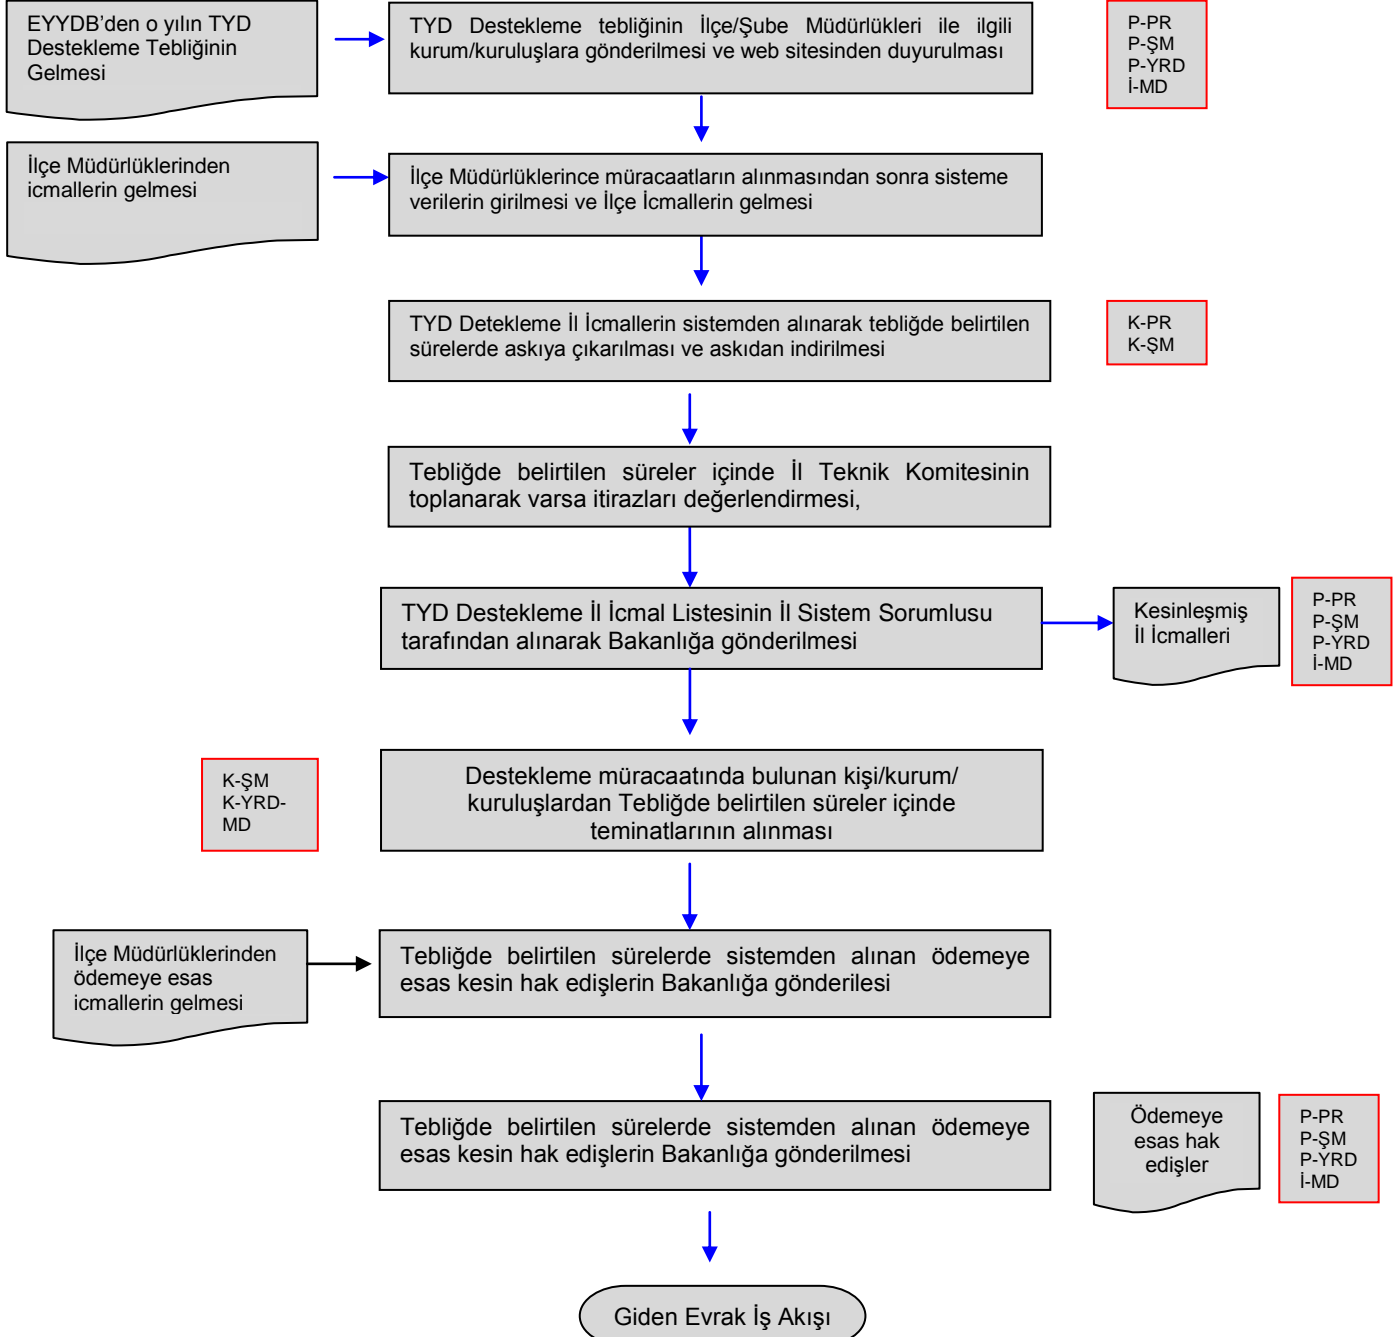 EYYDB’den o yılın TYD
Destekleme Tebliğinin
Gelmesi
TYD Destekleme tebliğinin İlçe/Şube Müdürlükleri ile ilgili
kurum/kuruluşlara gönderilmesi ve web sitesinden duyurulması
P-PR
P-ŞM
P-YRD
İ-MD
İlçe Müdürlüklerinden
icmallerin gelmesi
İlçe Müdürlüklerince müracaatların alınmasından sonra sisteme
verilerin girilmesi ve İlçe İcmallerin gelmesi
TYD Detekleme İl İcmallerin sistemden alınarak tebliğde belirtilen
sürelerde askıya çıkarılması ve askıdan indirilmesi
K-PR
K-ŞM
Tebliğde belirtilen süreler içinde İl Teknik Komitesinin
toplanarak varsa itirazları değerlendirmesi,
TYD Destekleme İl İcmal Listesinin İl Sistem Sorumlusu
tarafından alınarak Bakanlığa gönderilmesi
Kesinleşmiş
İl İcmalleri
P-PR
P-ŞM
P-YRD
İ-MD
K-ŞM
K-YRD-
MD
Destekleme müracaatında bulunan kişi/kurum/
kuruluşlardan Tebliğde belirtilen süreler içinde
teminatlarının alınması
İlçe Müdürlüklerinden
ödemeye esas
icmallerin gelmesi
Tebliğde belirtilen sürelerde sistemden alınan ödemeye
esas kesin hak edişlerin Bakanlığa gönderilesi
Tebliğde belirtilen sürelerde sistemden alınan ödemeye
esas kesin hak edişlerin Bakanlığa gönderilmesi
Ödemeye
esas hak
edişler
P-PR
P-ŞM
P-YRD
İ-MD
Giden Evrak İş Akışı